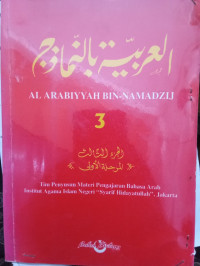 العربية بالنماذج
AL ARABIYYAH BIN-NAMADZIJ
3
الجزء الثالث
للمرحلة الأولى
Tim Penyusun Materi Pengajaran Bahasa Arab
Institut Agama Islam Negeri "Syarif Hidayatullah", Jakarta